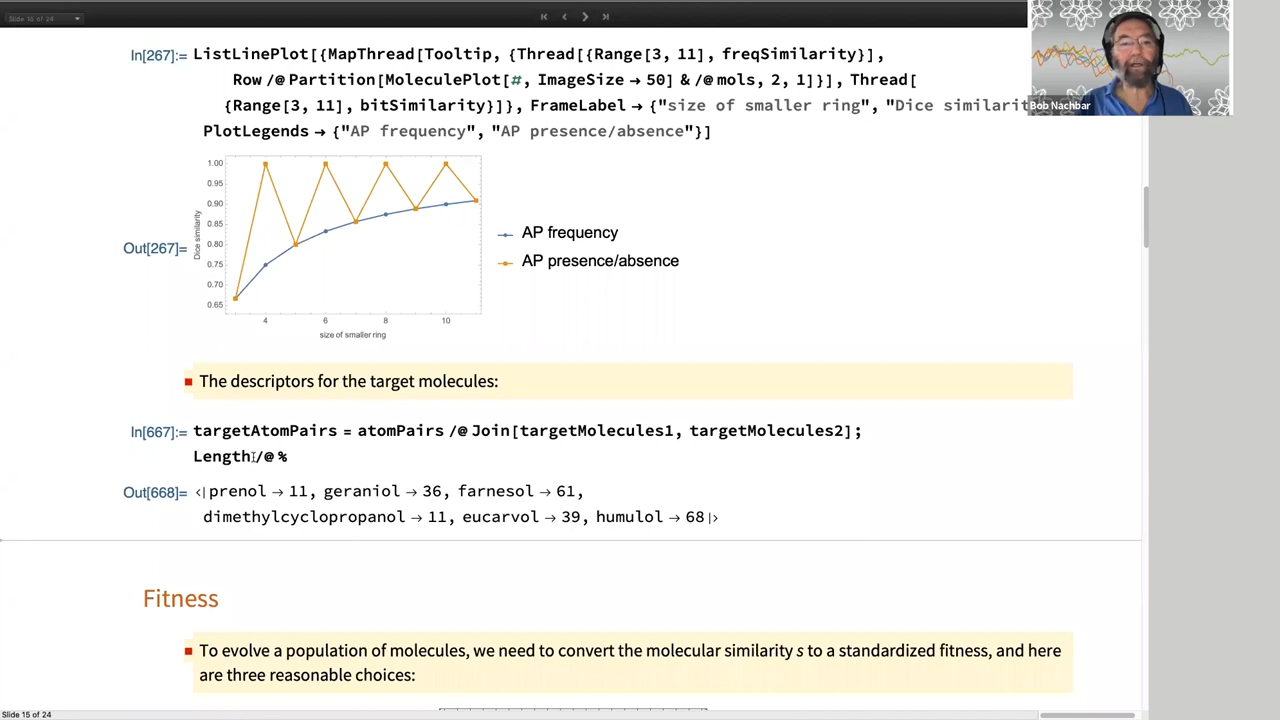 Slide 15 of 24
In[267]:= ListLinePlot[{MapThread[Tooltip, {Thread[{Range[3, 11], freqSimilarity}],
Row /@ Partition[MoleculePlot[#, ImageSize → 50] & /@ mols, 2, 1]}], Thread[
{Range[3, 11], bitSimilarity}]}, FrameLabel → {"size of smaller ring", "Dice similarit
PlotLegends → {"AP frequency", "AP presence/absence"}]
Bob Nachbar
Out[267]=
1.00
0.95
0.90
0.85
0.80
0.75
0.70
0.65
Dice similarity
4 6 8 10
size of smaller ring
AP frequency
AP presence/absence
The descriptors for the target molecules:
In[667]:= targetAtomPairs = atomPairs /@ Join[targetMolecules1, targetMolecules2];
Length /@ %
Out[668]= <|prenol → 11, geraniol → 36, farnesol → 61,
dimethylcyclopropanol → 11, eucarvol → 39, humulol → 68|>
Fitness
To evolve a population of molecules, we need to convert the molecular similarity s to a standardized fitness, and here
are three reasonable choices:
Slide 15 of 24